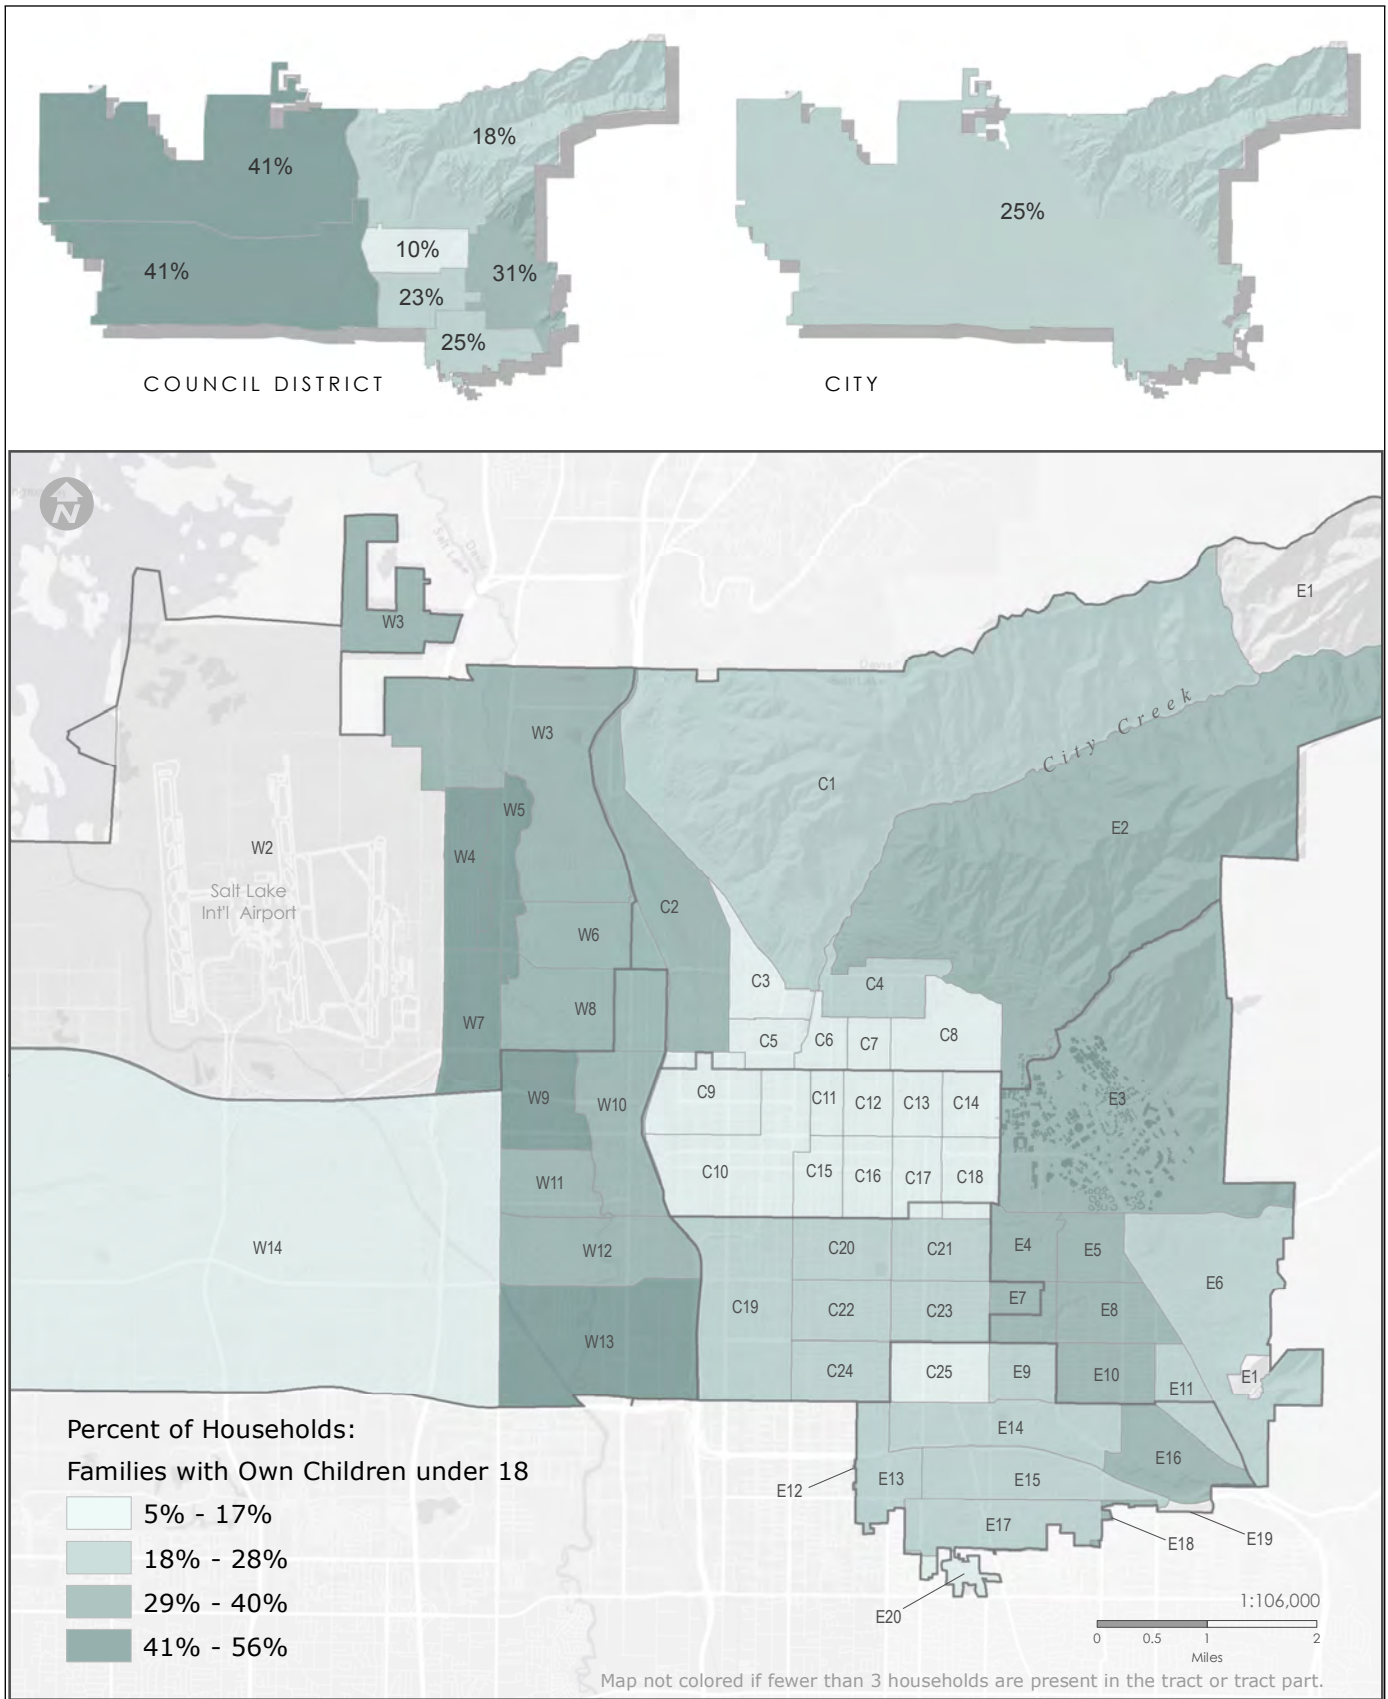 18%
41%
10%
41%
31%
23%
25%
COUNCIL DISTRICT
25%
CITY
N
Davis
Salt Lake
E1
W3
Davis
Salt Lake
City Creek
W3
C1
W5
E2
W2
W4
Salt Lake
Int'l Airport
C2
W6
C3
C4
W8
W7
C5
C6
C7
C8
W9
W10
C9
C11
C12
C13
C14
E3
W11
C10
C15
C16
C17
C18
W14
W12
C20
C21
E4
E5
E6
C19
C22
C23
E7
E8
W13
C24
C25
E9
E10
E11
E1
E14
E16
E12
E13
E15
E17
E18
E19
E20
Percent of Households:
Families with Own Children under 18
5% - 17%
18% - 28%
29% - 40%
41% - 56%
1:106,000
0 0.5 1 2
Miles
Map not colored if fewer than 3 households are present in the tract or tract part.